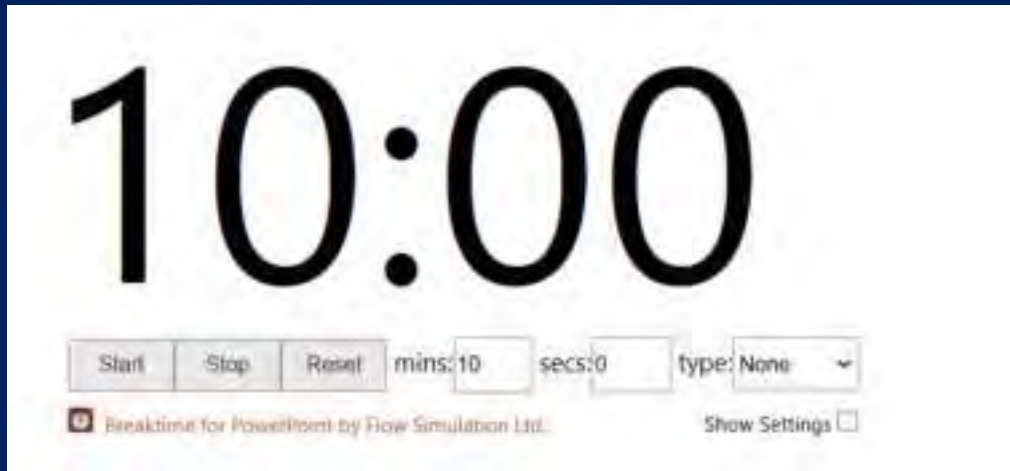 10:00
Start Stop Reset mins: 10 secs: 0 type: None
Breaktime for PowerPoint by Flow Simulation Ltd.
Show Settings